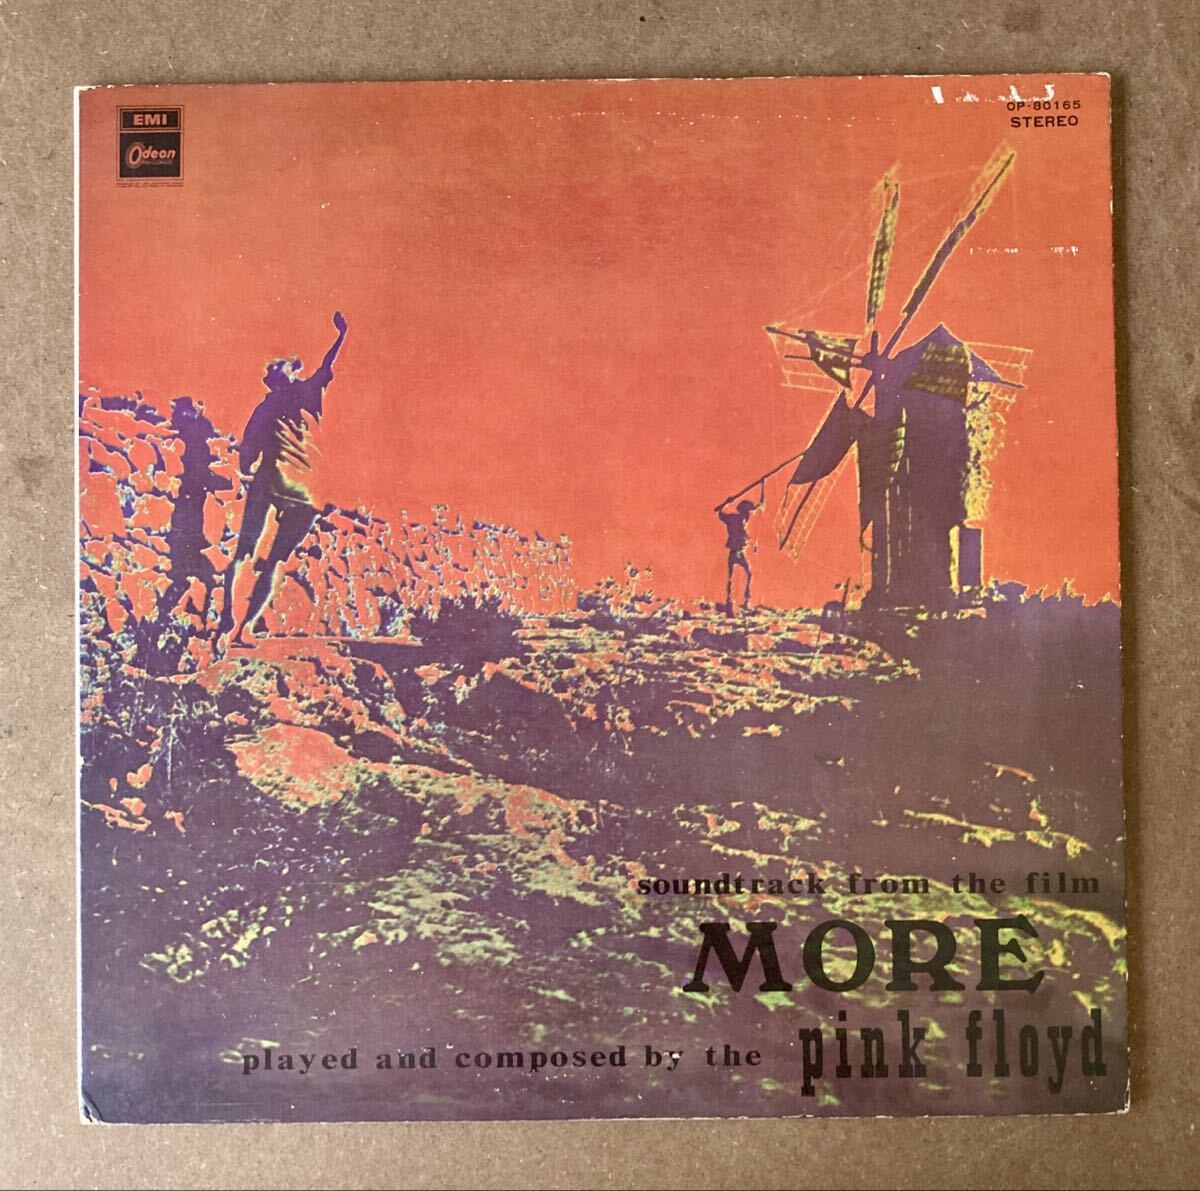 EMI
Odeon
OP-80165
STEREO
soundtrack from the film
MORE
played and composed by the pink floyd